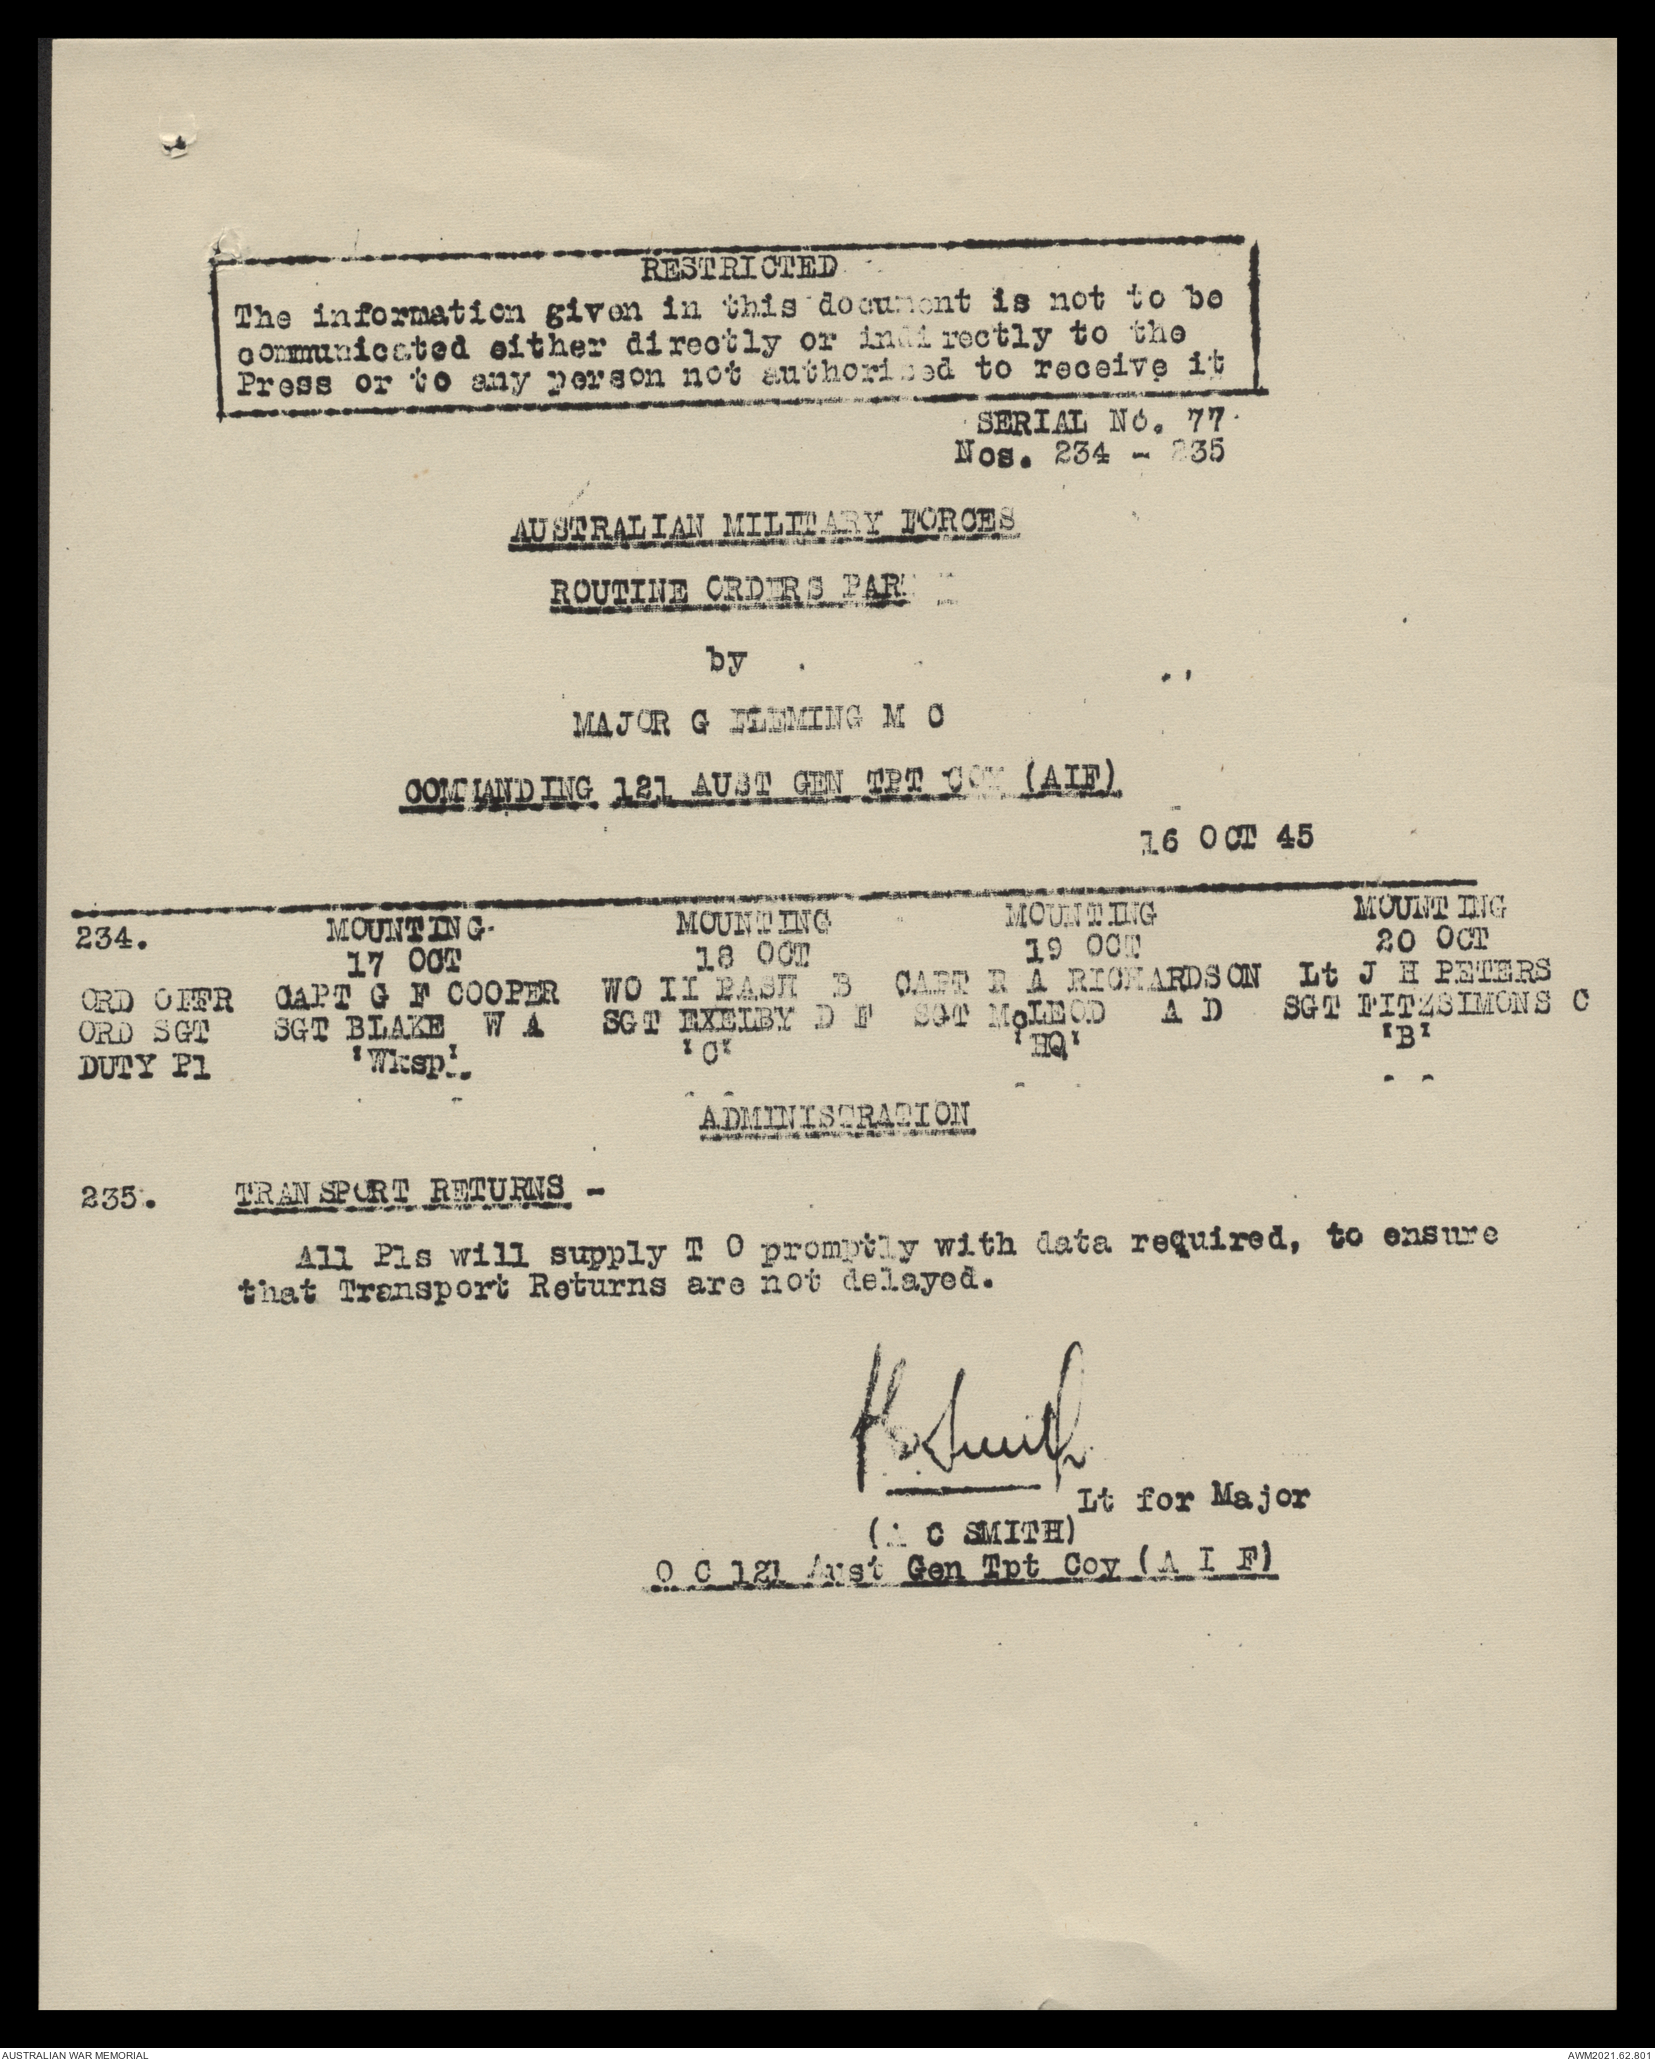 RESTRICTED
The information given in this document is not to be
communicated either directly or indirectly to the
Press or to any person not authorised to receive it
SERIAL No. 77
Nos. 234 - 235
AUSTRALIAN MILITARY FORCES
ROUTINE ORDERS PART
by
MAJOR G FLEMING M C
COMMANDING 121 AUST GEN TPT COY (AIF)
16 OCT 45
234. MOUNTING MOUNTING MOUNTING MOUNTING
17 OCT 18 OCT 19 OCT 20 OCT
ORD OFFR CAPT G F COOPER WO II BASH B CAPT R A RICHARDSON Lt J H PETERS
ORD SGT SGT BLAKE W A SGT EXELBY D F SGT McLEOD A D SGT FITZSIMONS C
DUTY Pl 'Wksp' 'C' 'HQ' 'B'
ADMINISTRATION
235. TRANSPORT RETURNS -
All Pls will supply T O promptly with data required, to ensure
that Transport Returns are not delayed.
Smith
Lt for Major
(A C SMITH)
O C 121 Aust Gen Tpt Coy (A I F)
AUSTRALIAN WAR MEMORIAL
AWM2021.62.801